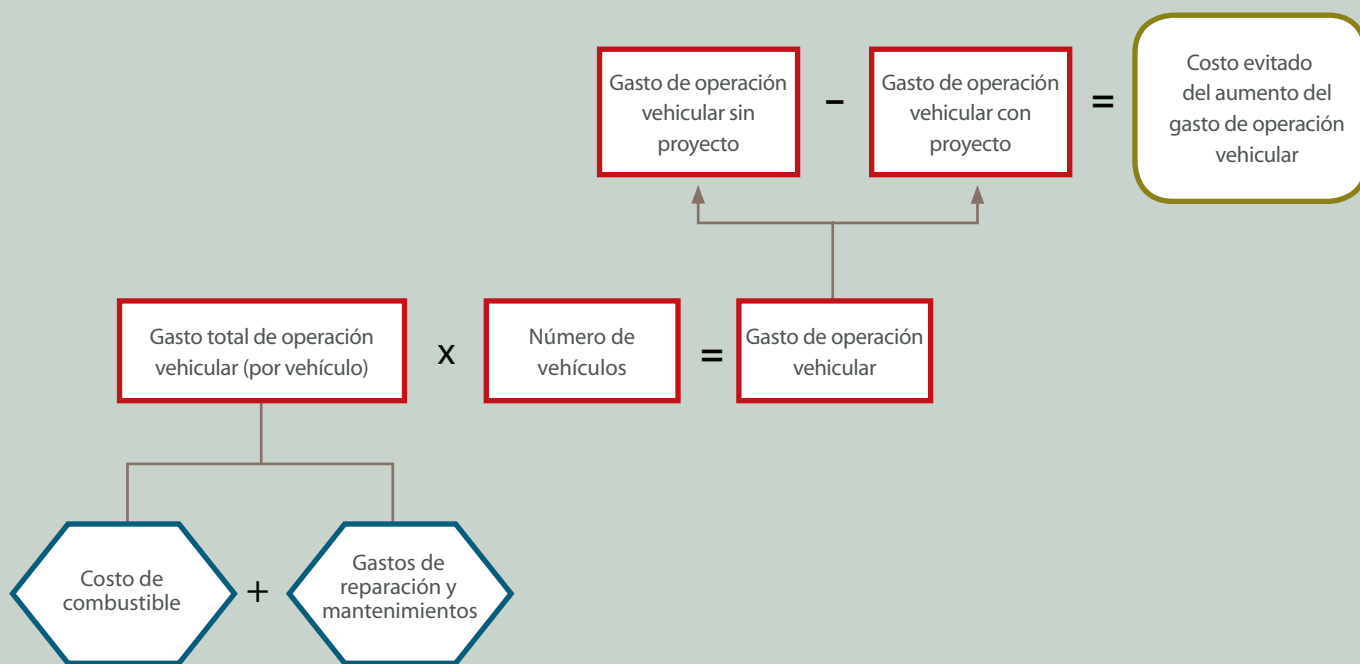 Gasto de operación
vehicular sin
proyecto
–
Gasto de operación
vehicular con
proyecto
=
Costo evitado
del aumento del
gasto de operación
vehicular
Gasto total de operación
vehicular (por vehículo)
x
Número de
vehículos
=
Gasto de operación
vehicular
Costo de
combustible
+
Gastos de
reparación y
mantenimientos